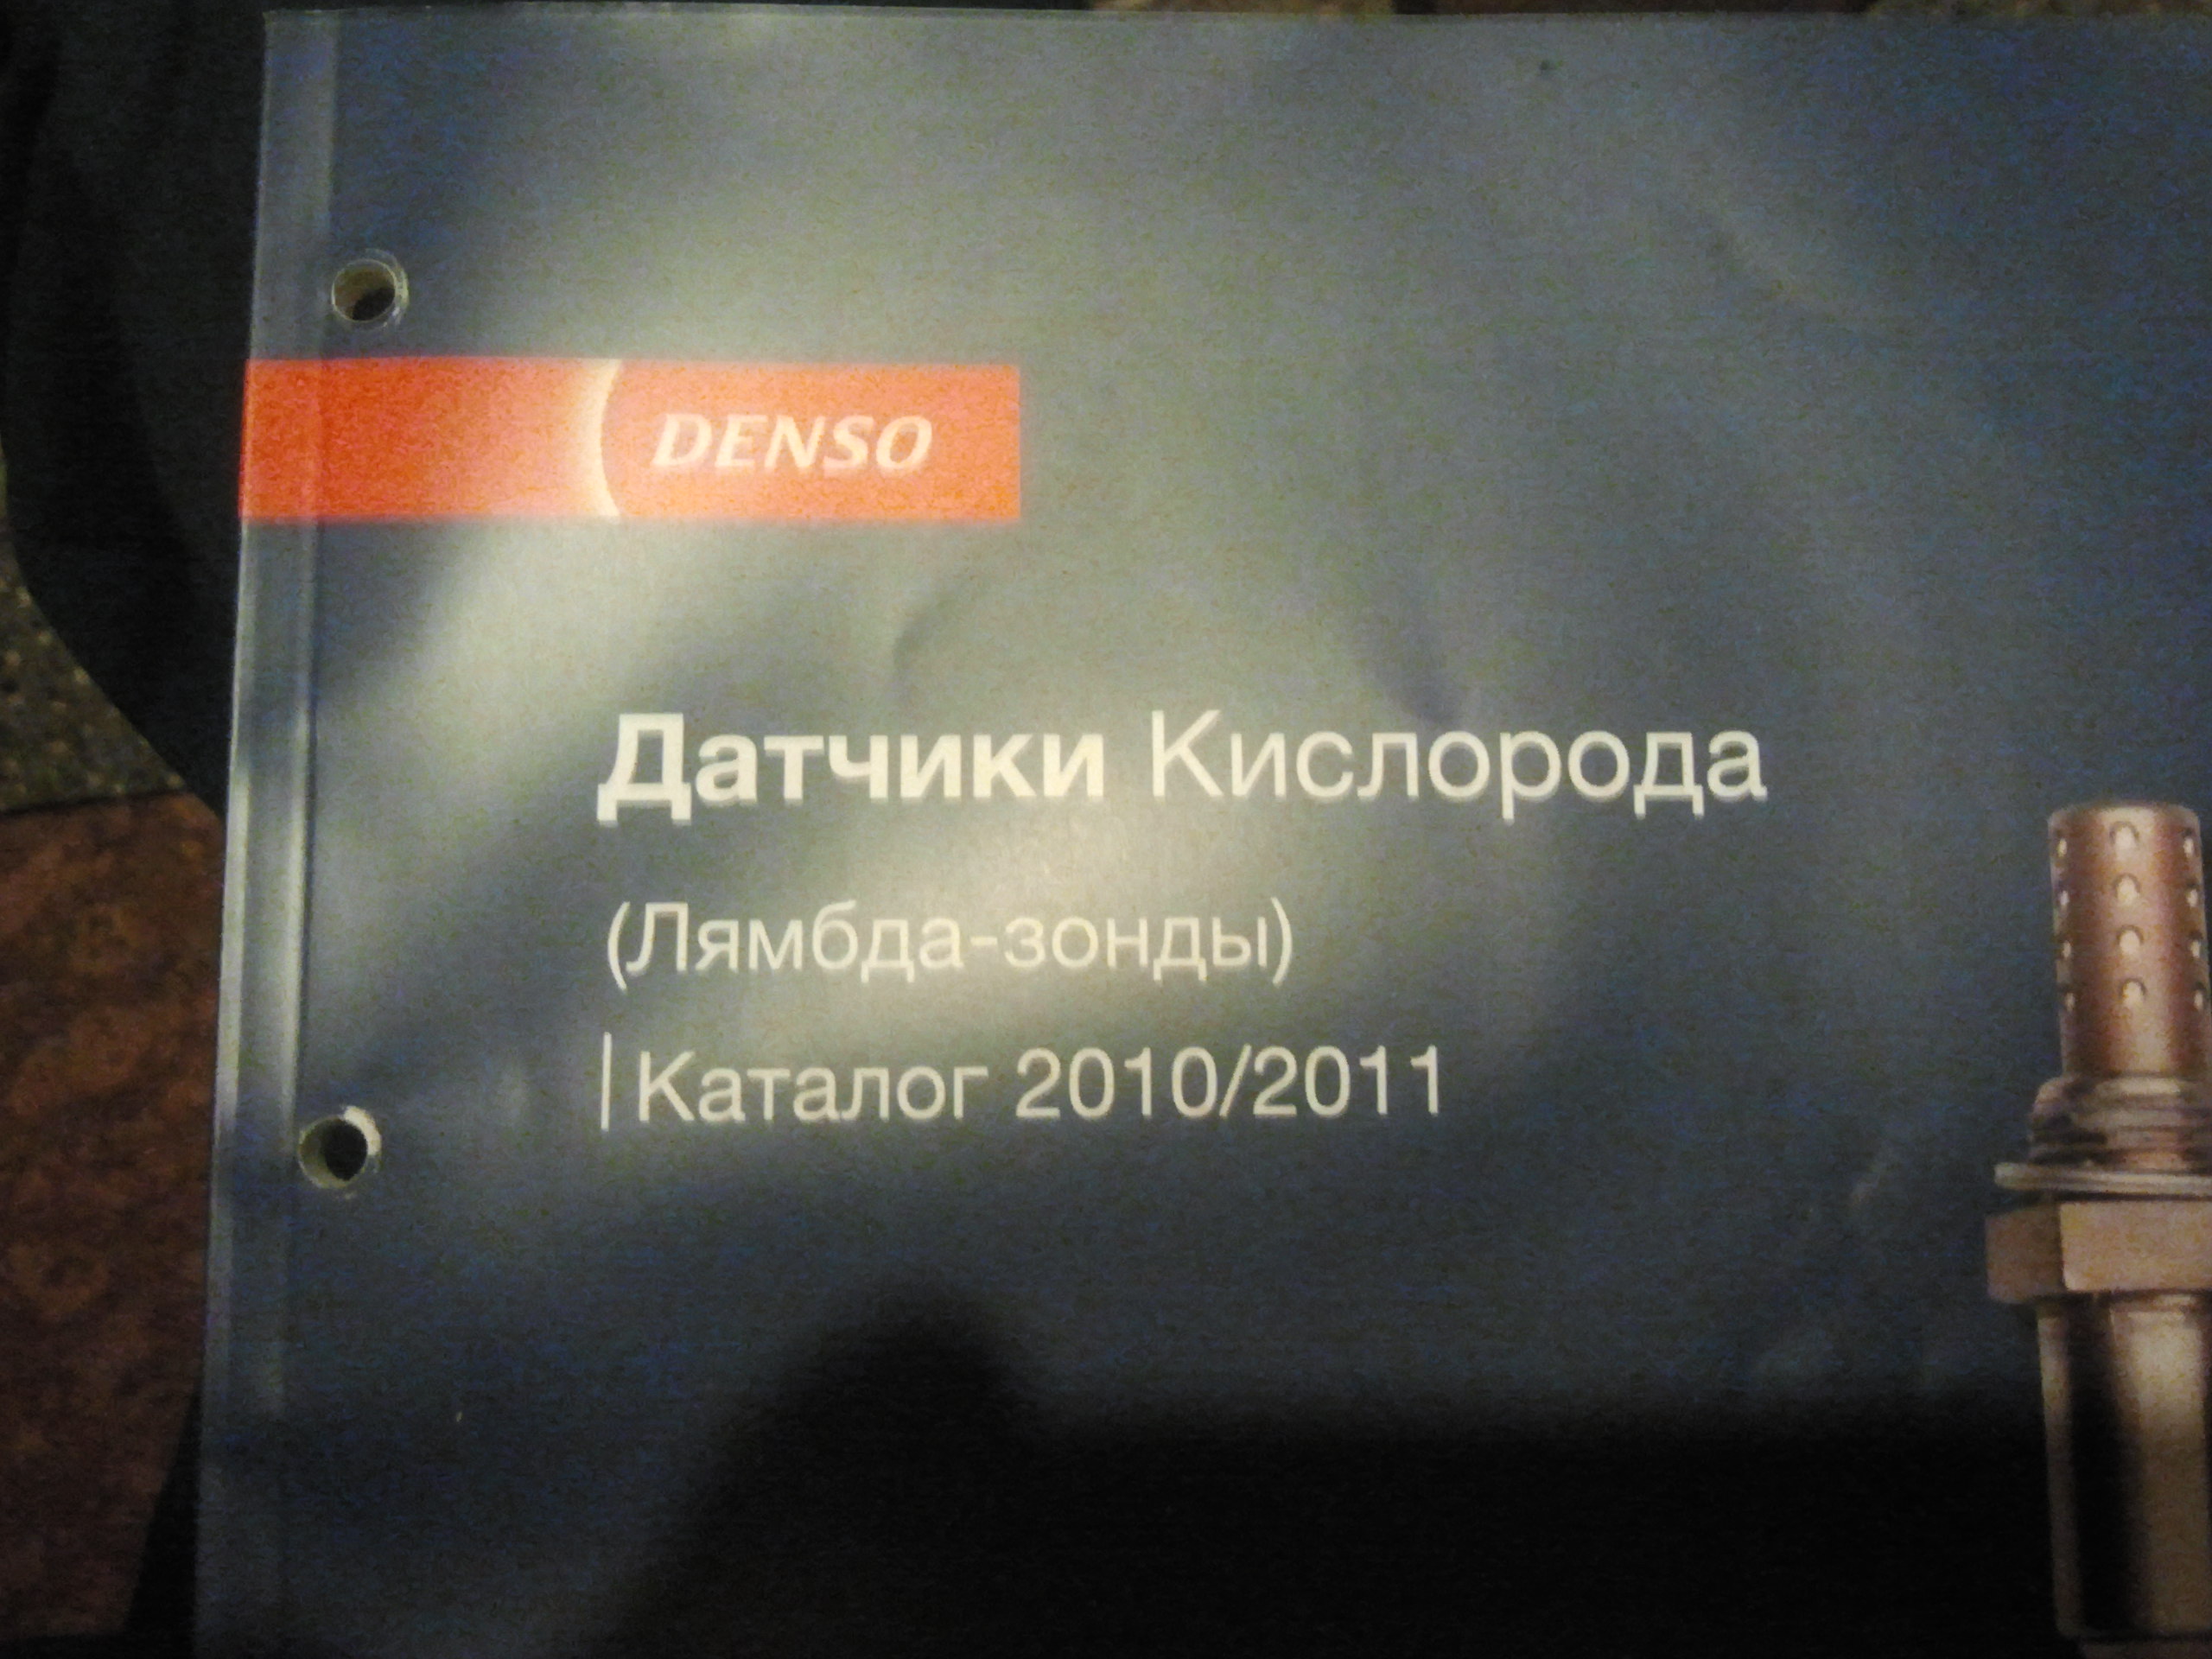 DENSO
Датчики Кислорода
(Лямбда-зонды)
Каталог 2010/2011